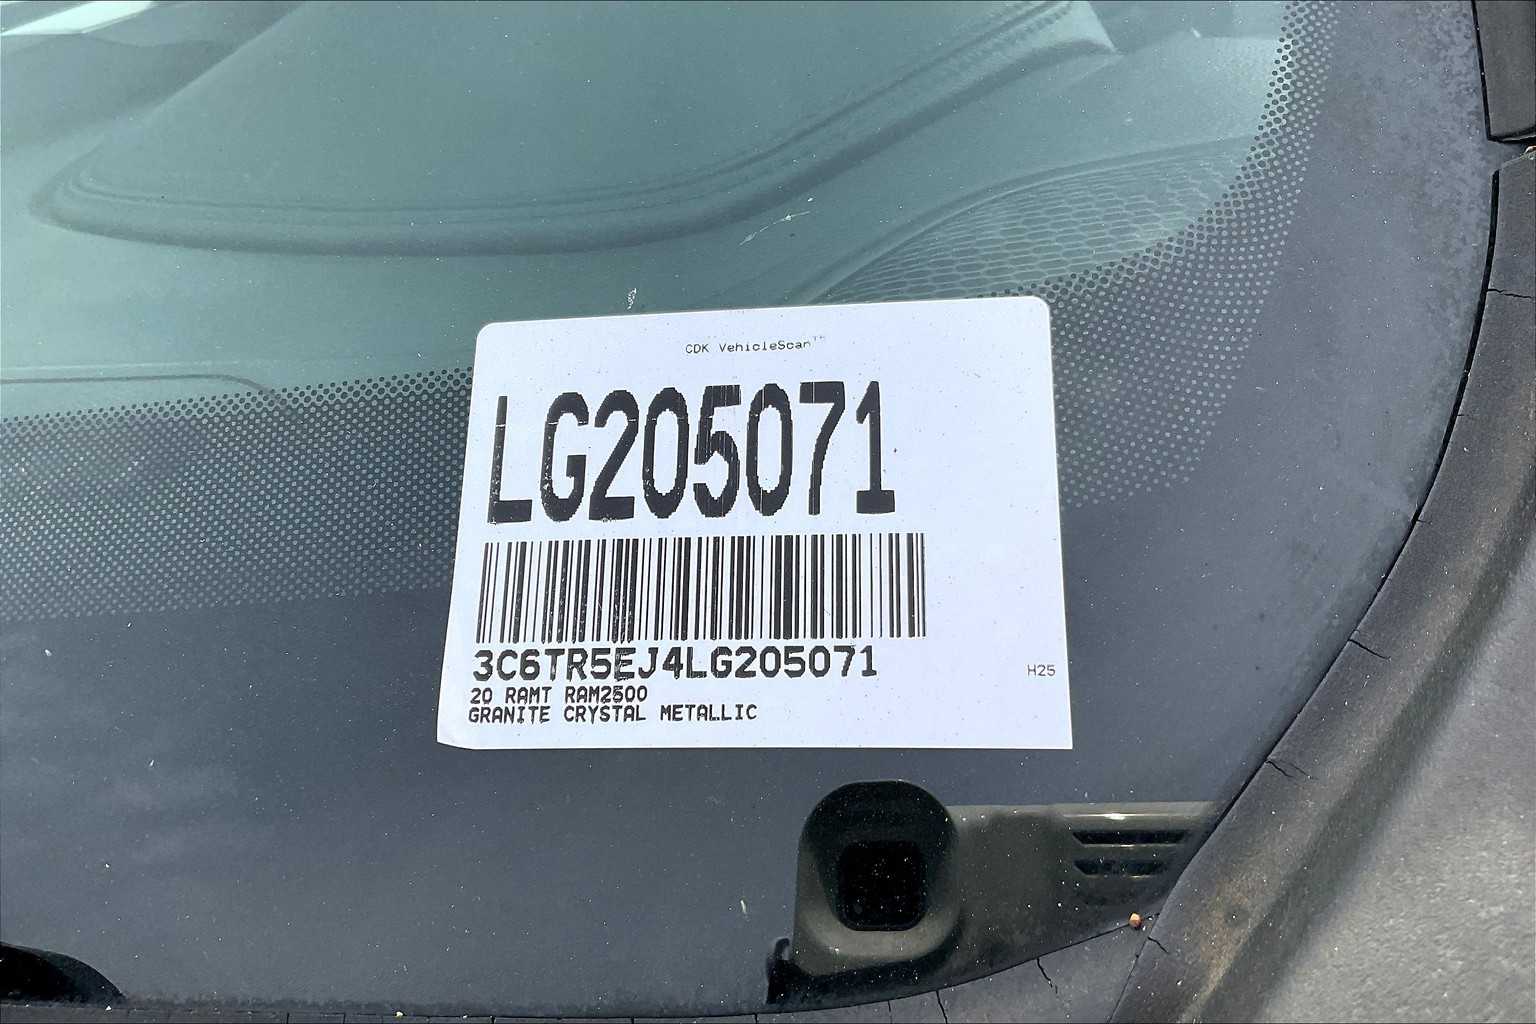 CDK VehicleScan™
LG205071
3C6TR5EJ4LG205071
20 RAMT RAM2500
GRANITE CRYSTAL METALLIC
H25